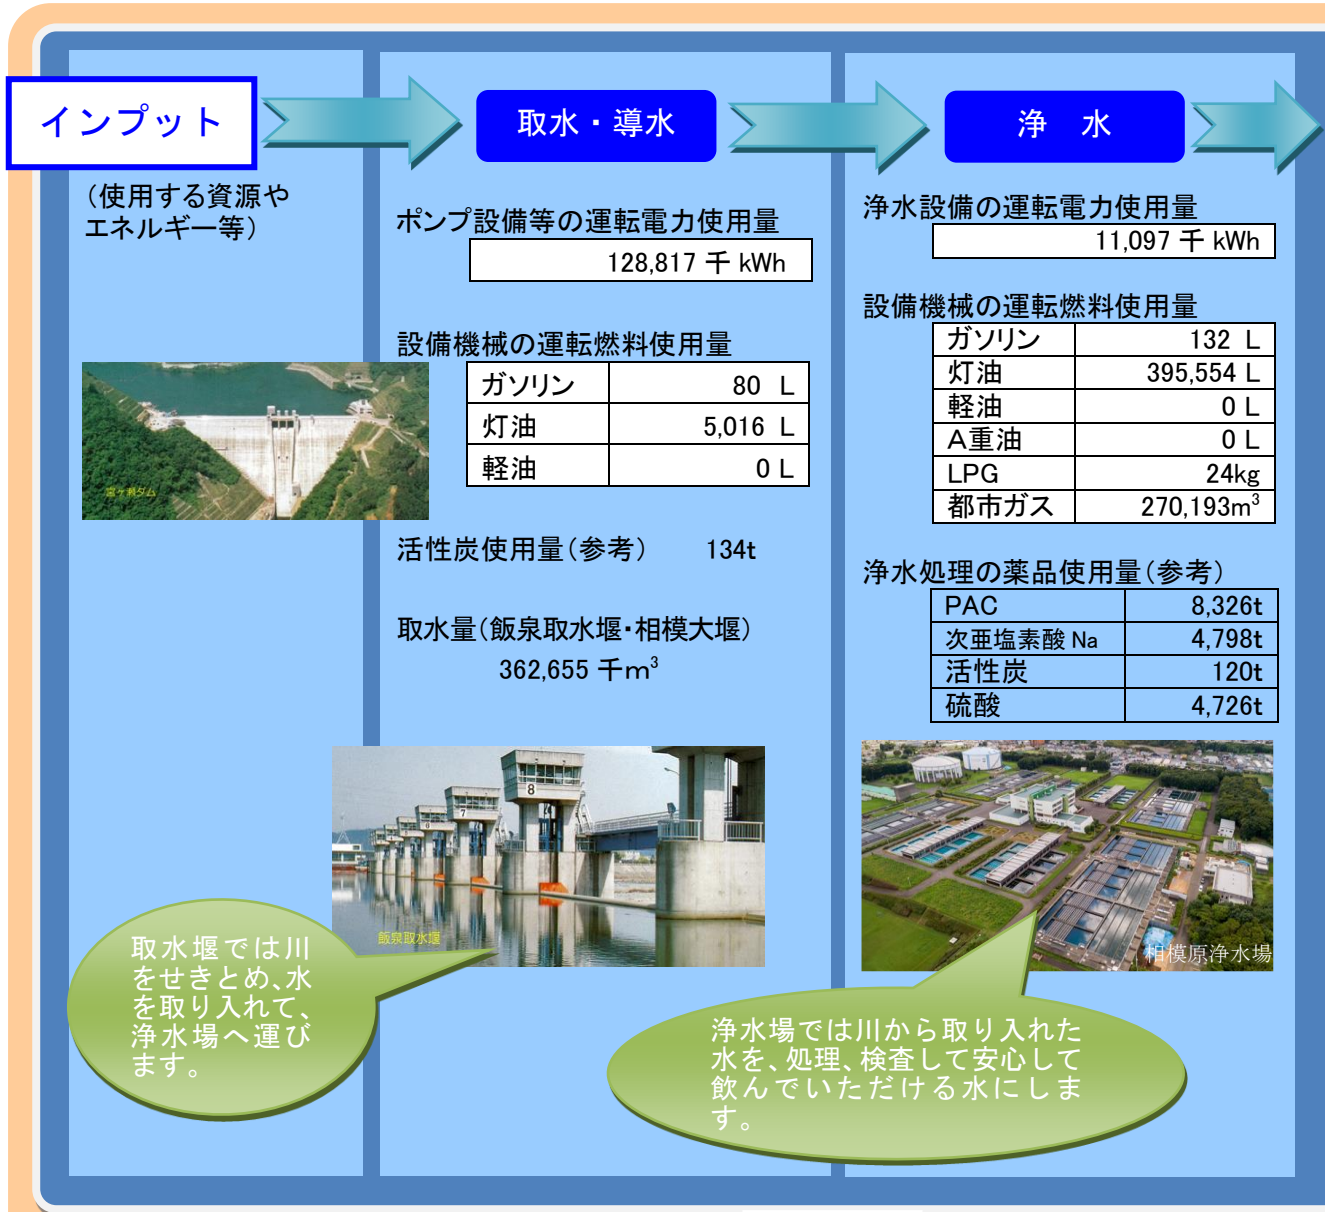 インプット
（使用する資源や
エネルギー等）
宮ヶ瀬ダム
取水・導水
ポンプ設備等の運転電力使用量
128,817 千 kWh
設備機械の運転燃料使用量
ガソリン 80 L
灯油 5,016 L
軽油 0 L
活性炭使用量（参考） 134t
取水量（飯泉取水堰・相模大堰）
362,655 千m³
8
7
6
飯泉取水堰
取水堰では川
をせきとめ、水
を取り入れて、
浄水場へ運び
ます。
浄 水
浄水設備の運転電力使用量
11,097 千 kWh
設備機械の運転燃料使用量
ガソリン 132 L
灯油 395,554 L
軽油 0 L
A重油 0 L
LPG 24kg
都市ガス 270,193m³
浄水処理の薬品使用量（参考）
PAC 8,326t
次亜塩素酸 Na 4,798t
活性炭 120t
硫酸 4,726t
相模原浄水場
浄水場では川から取り入れた
水を、処理、検査して安心して
飲んでいただける水にしま
す。